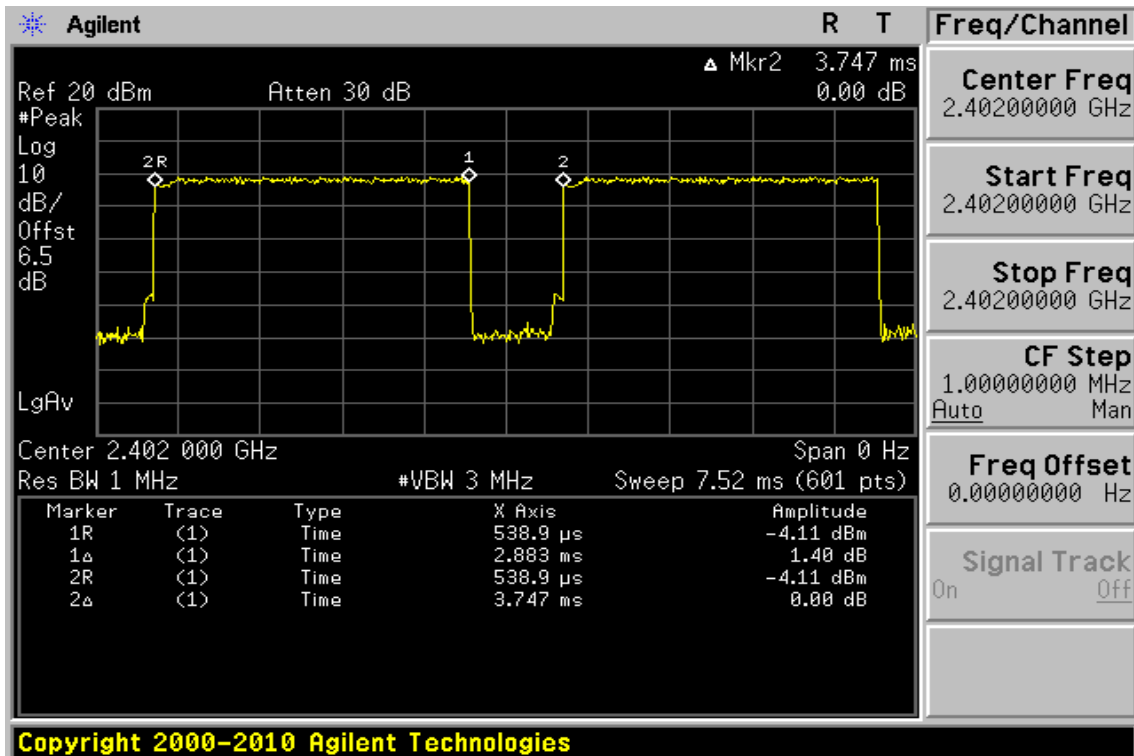 Agilent R T
Freq/Channel
Δ Mkr2 3.747 ms
Ref 20 dBm Atten 30 dB 0.00 dB
#Peak
Log
10
dB/
Offst
6.5
dB
LgAv
2R
1
2
Center 2.402 000 GHz Span 0 Hz
Res BW 1 MHz #VBW 3 MHz Sweep 7.52 ms (601 pts)
Marker Trace Type X Axis Amplitude
1R (1) Time 538.9 µs -4.11 dBm
1Δ (1) Time 2.883 ms 1.40 dB
2R (1) Time 538.9 µs -4.11 dBm
2Δ (1) Time 3.747 ms 0.00 dB
Center Freq
2.40200000 GHz
Start Freq
2.40200000 GHz
Stop Freq
2.40200000 GHz
CF Step
1.00000000 MHz
Auto Man
Freq Offset
0.00000000 Hz
Signal Track
On Off
Copyright 2000-2010 Agilent Technologies